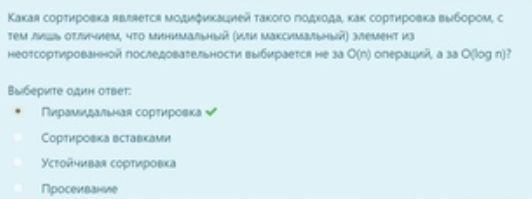 Какая сортировка является модификацией такого подхода, как сортировка выбором, с
тем лишь отличием, что минимальный (или максимальный) элемент из
неотсортированной последовательности выбирается не за O(n) операций, а за O(log n)?
Выберите один ответ:
Пирамидальная сортировка
Сортировка вставками
Устойчивая сортировка
Просеивание